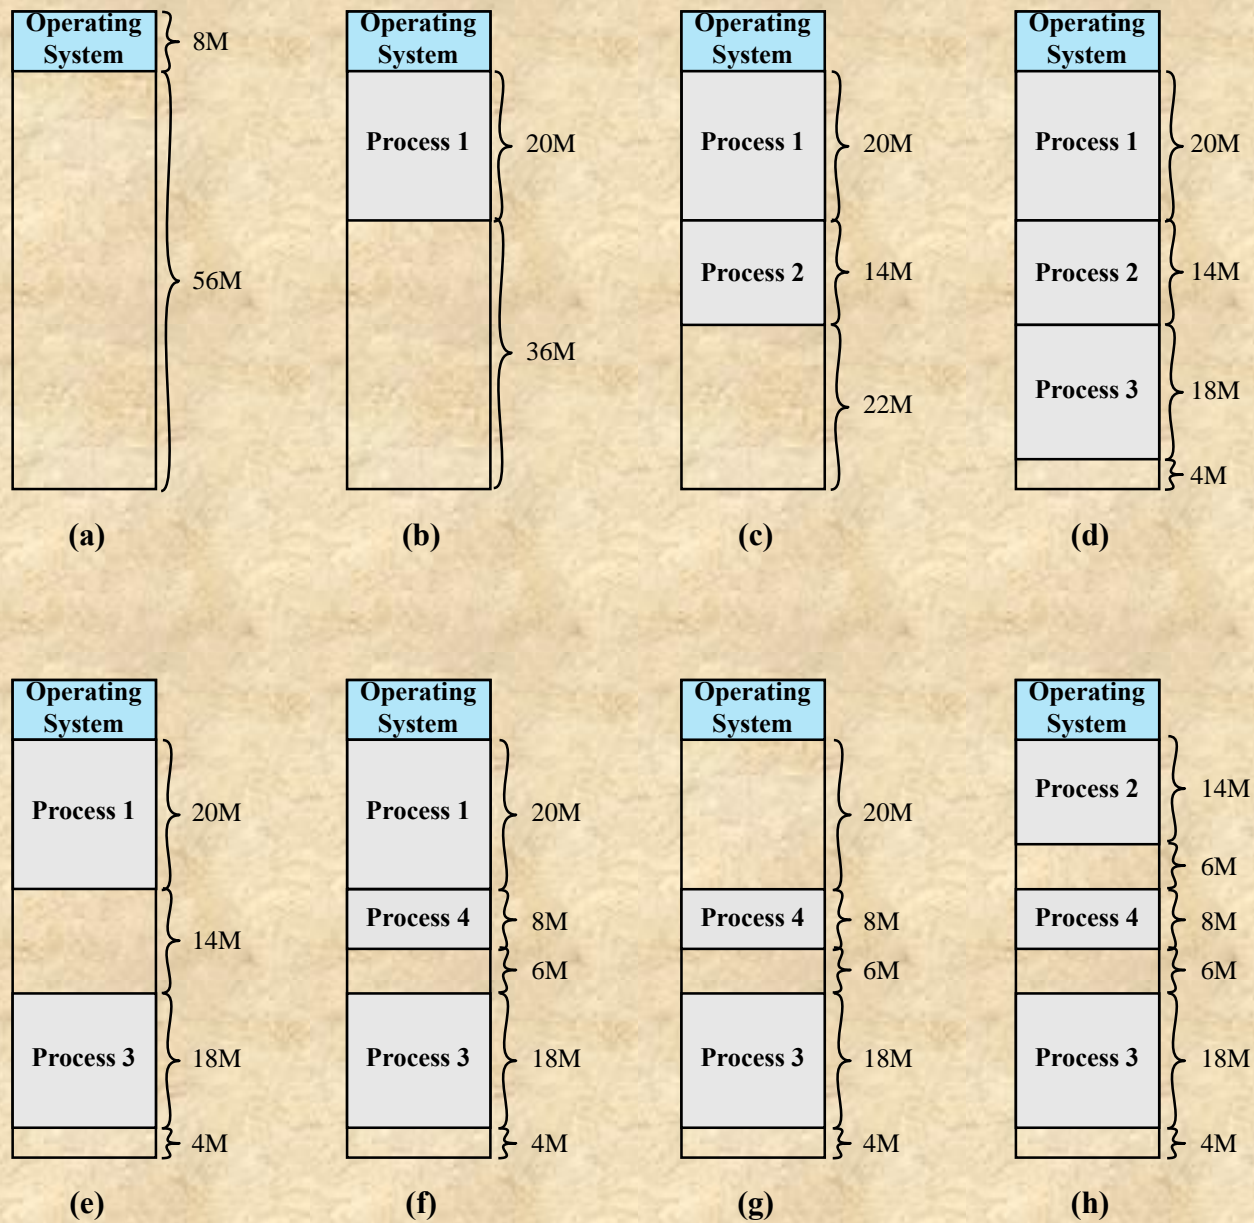 Operating
System
8M
56M
(a)
Operating
System
Process 1
20M
36M
(b)
Operating
System
Process 1
20M
Process 2
14M
22M
(c)
Operating
System
Process 1
20M
Process 2
14M
Process 3
18M
4M
(d)
Operating
System
Process 1
20M
14M
Process 3
18M
4M
(e)
Operating
System
Process 1
20M
Process 4
8M
6M
Process 3
18M
4M
(f)
Operating
System
20M
Process 4
8M
6M
Process 3
18M
4M
(g)
Operating
System
Process 2
14M
6M
Process 4
8M
6M
Process 3
18M
4M
(h)